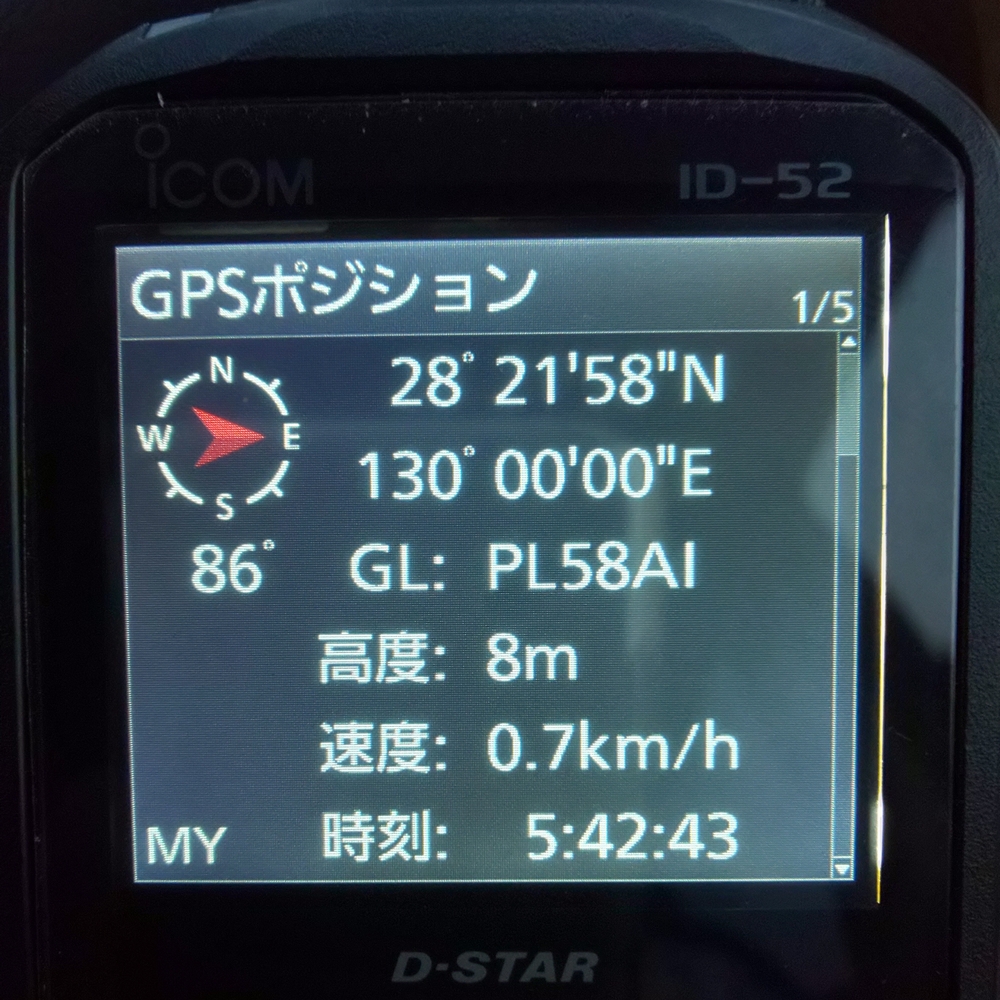 iCOM
ID-52
GPSポジション
1/5
N
W E
S
28° 21'58"N
130° 00'00"E
86° GL: PL58AI
高度: 8m
速度: 0.7km/h
MY 時刻: 5:42:43
D-STAR